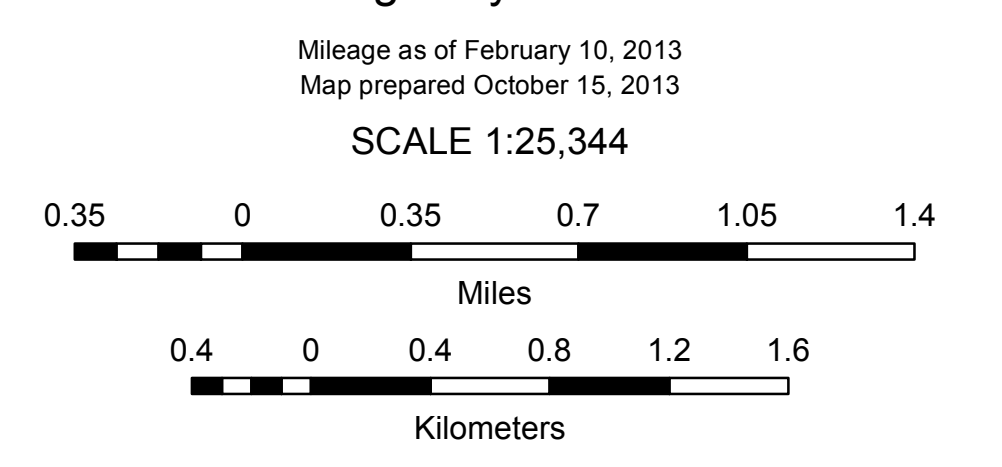 Mileage as of February 10, 2013
Map prepared October 15, 2013
SCALE 1:25,344
0.35 0 0.35 0.7 1.05 1.4
Miles
0.4 0 0.4 0.8 1.2 1.6
Kilometers